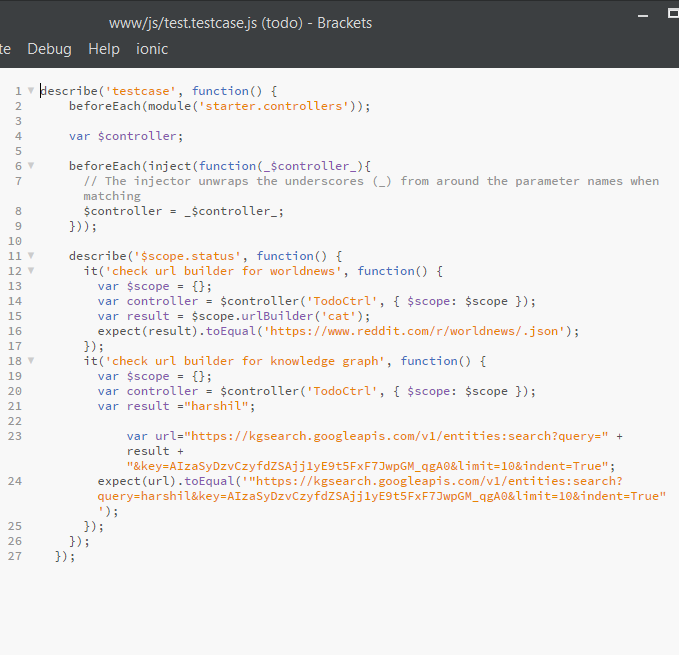 www/js/test.testcase.js (todo) - Brackets
te Debug Help ionic
1 describe('testcase', function() {
2 beforeEach(module('starter.controllers'));
3
4 var $controller;
5
6 beforeEach(inject(function(_$controller_){
7 // The injector unwraps the underscores (_) from around the parameter names when
matching
8 $controller = _$controller_;
9 }));
10
11 describe('$scope.status', function() {
12 it('check url builder for worldnews', function() {
13 var $scope = {};
14 var controller = $controller('TodoCtrl', { $scope: $scope });
15 var result = $scope.urlBuilder('cat');
16 expect(result).toEqual('https://www.reddit.com/r/worldnews/.json');
17 });
18 it('check url builder for knowledge graph', function() {
19 var $scope = {};
20 var controller = $controller('TodoCtrl', { $scope: $scope });
21 var result ="harshil";
22
23 var url="https://kgsearch.googleapis.com/v1/entities:search?query=" +
result +
"&key=AIzaSyDzvCzyfdZSAjj1yE9t5FxF7JwpGM_qgA0&limit=10&indent=True";
24 expect(url).toEqual('"https://kgsearch.googleapis.com/v1/entities:search?
query=harshil&key=AIzaSyDzvCzyfdZSAjj1yE9t5FxF7JwpGM_qgA0&limit=10&indent=True"
');
25 });
26 });
27 });